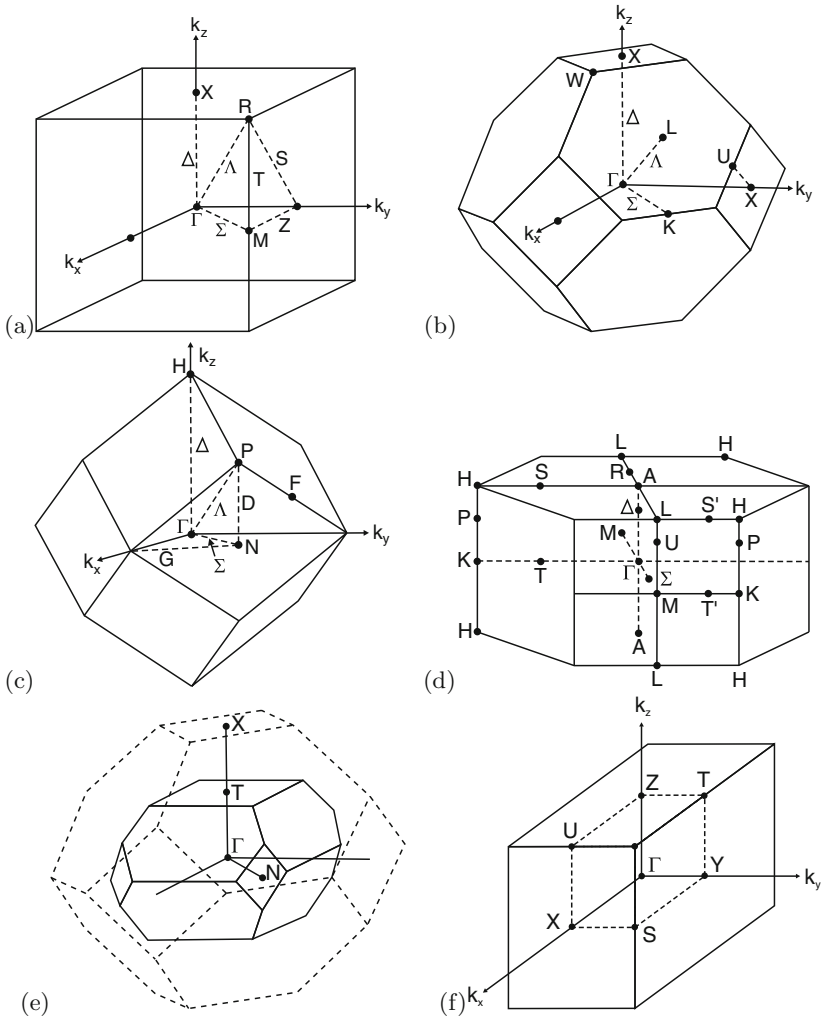 k_z
X
R
Δ
Λ
S
T
Γ
Σ
M
Z
k_y
k_x
(a)
k_z
X
W
Δ
L
Λ
U
Γ
Σ
X
k_y
K
k_x
(b)
H
k_z
Δ
P
F
Λ
D
Γ
k_y
k_x
G
N
Σ
(c)
L
H
R
A
H
S
Δ
L
S'
H
P
M
U
P
K
T
Γ
Σ
M
T'
K
H
A
L
H
(d)
X
T
Γ
N
(e)
k_z
Z
T
U
Γ
Y
k_y
X
S
k_x
(f)